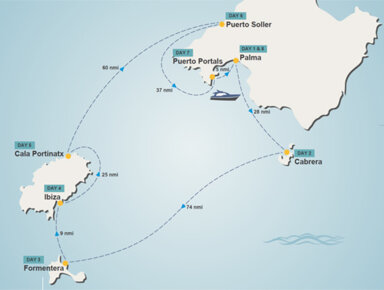 DAY 6
Puerto Soller
DAY 7
Puerto Portals
DAY 1 & 8
Palma
5 nmi
60 nmi
37 nmi
28 nmi
DAY 5
Cala Portinatx
DAY 2
Cabrera
25 nmi
DAY 4
Ibiza
74 nmi
9 nmi
DAY 3
Formentera